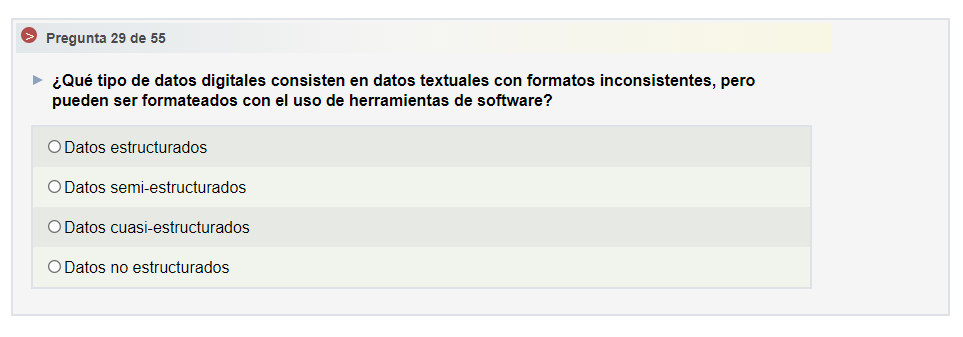 Pregunta 29 de 55
¿Qué tipo de datos digitales consisten en datos textuales con formatos inconsistentes, pero
pueden ser formateados con el uso de herramientas de software?
Datos estructurados
Datos semi-estructurados
Datos cuasi-estructurados
Datos no estructurados